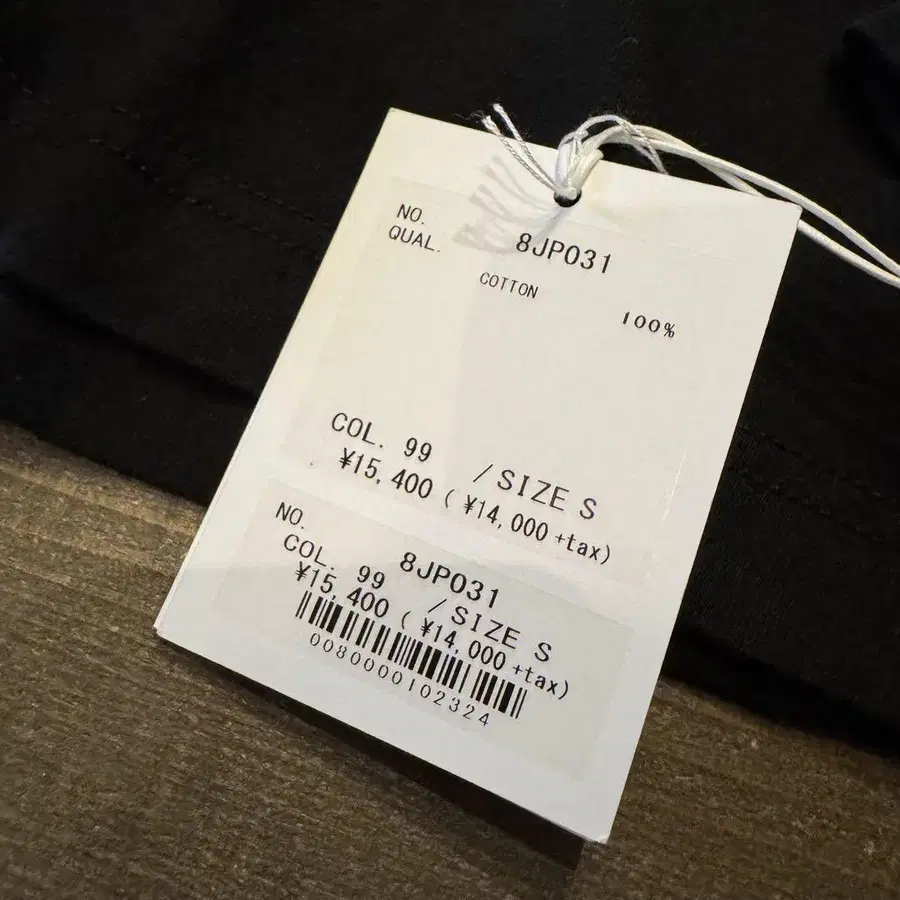 NO. 8JP031
QUAL.
COTTON 100%
COL. 99 /SIZE S
¥15,400 (¥14,000+tax)
NO. 8JP031
COL. 99 /SIZE S
¥15,400 (¥14,000+tax)
0080000102324